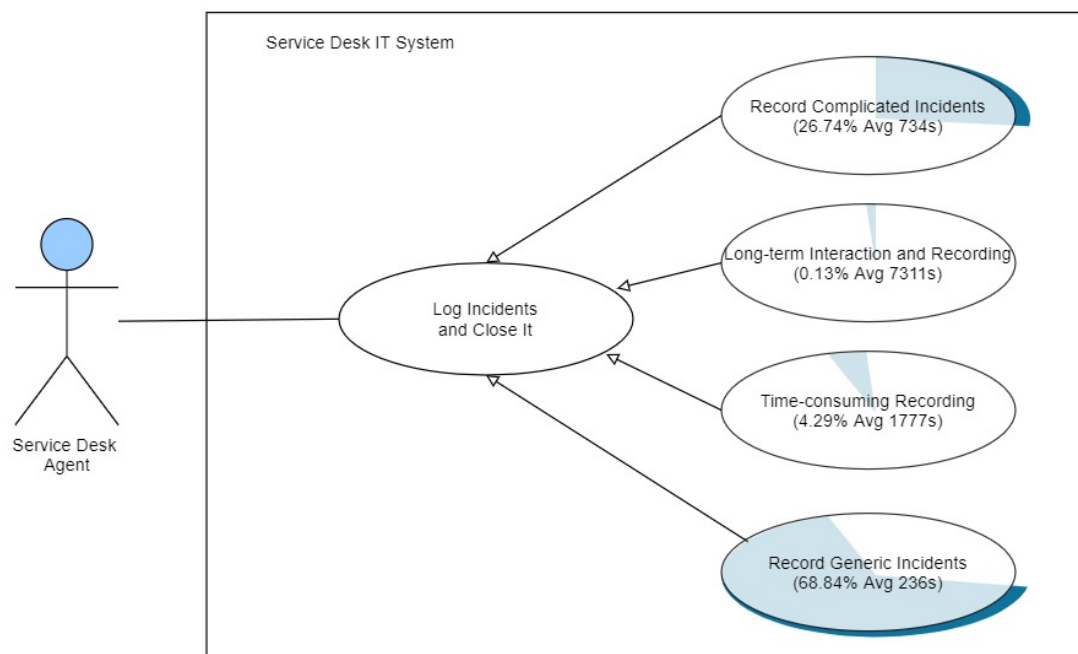 Service Desk IT System
Record Complicated Incidents
(26.74% Avg 734s)
Long-term Interaction and Recording
(0.13% Avg 7311s)
Log Incidents
and Close It
Time-consuming Recording
(4.29% Avg 1777s)
Service Desk
Agent
Record Generic Incidents
(68.84% Avg 236s)